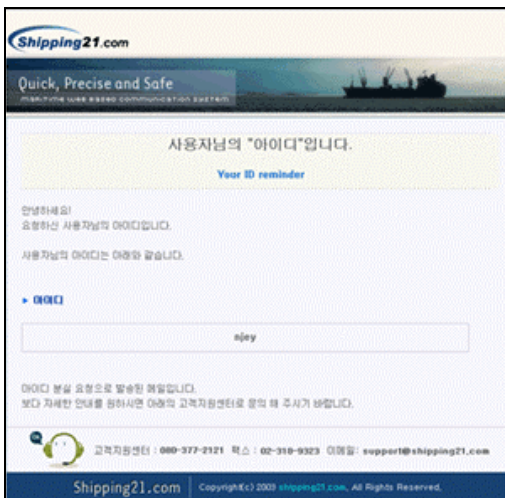 Shipping21.com
Quick, Precise and Safe
MARITIME WEB BASED COMMUNICATION SYSTEM
사용자님의 "아이디"입니다.
Your ID reminder
안녕하세요!
요청하신 사용자님의 아이디입니다.
사용자님의 아이디는 아래와 같습니다.
▶ 아이디
njoy
아이디 분실 요청으로 발송된 메일입니다.
보다 자세한 안내를 원하시면 아래의 고객지원센터로 문의 해 주시기 바랍니다.
고객지원센터 : 080-377-2121 팩스 : 02-318-9323 이메일: support@shipping21.com
Shipping21.com Copyright(c) 2003 shipping21.com, All Rights Reserved.